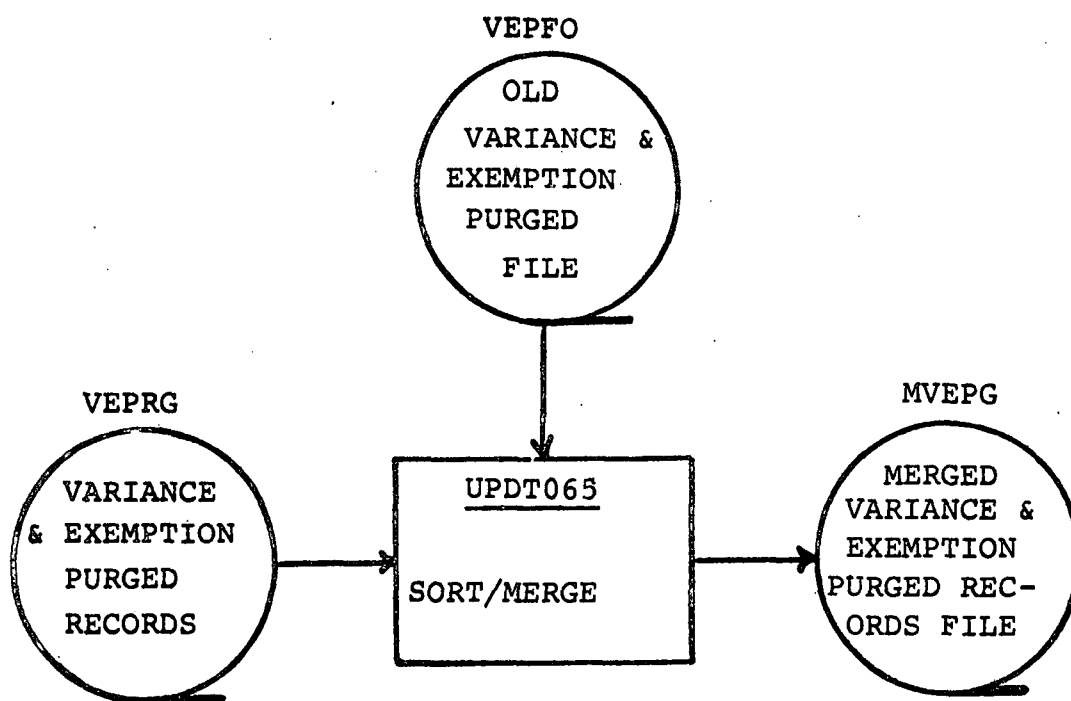 VEPFO
OLD
VARIANCE &
EXEMPTION
PURGED
FILE
VEPRG
VARIANCE
& EXEMPTION
PURGED
RECORDS
UPDT065
SORT/MERGE
MVEPG
MERGED
VARIANCE &
EXEMPTION
PURGED REC-
ORDS FILE